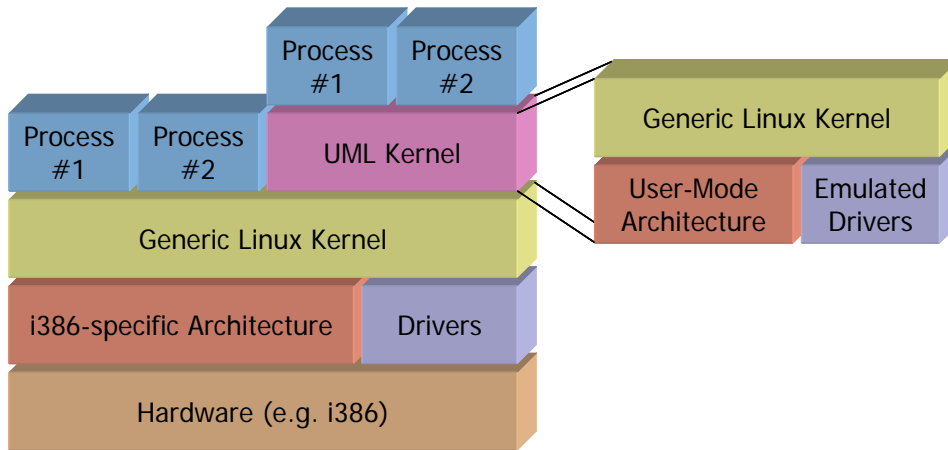 Process
#1
Process
#2
Process
#1
Process
#2
UML Kernel
Generic Linux Kernel
i386-specific Architecture
Drivers
Hardware (e.g. i386)
Generic Linux Kernel
User-Mode
Architecture
Emulated
Drivers